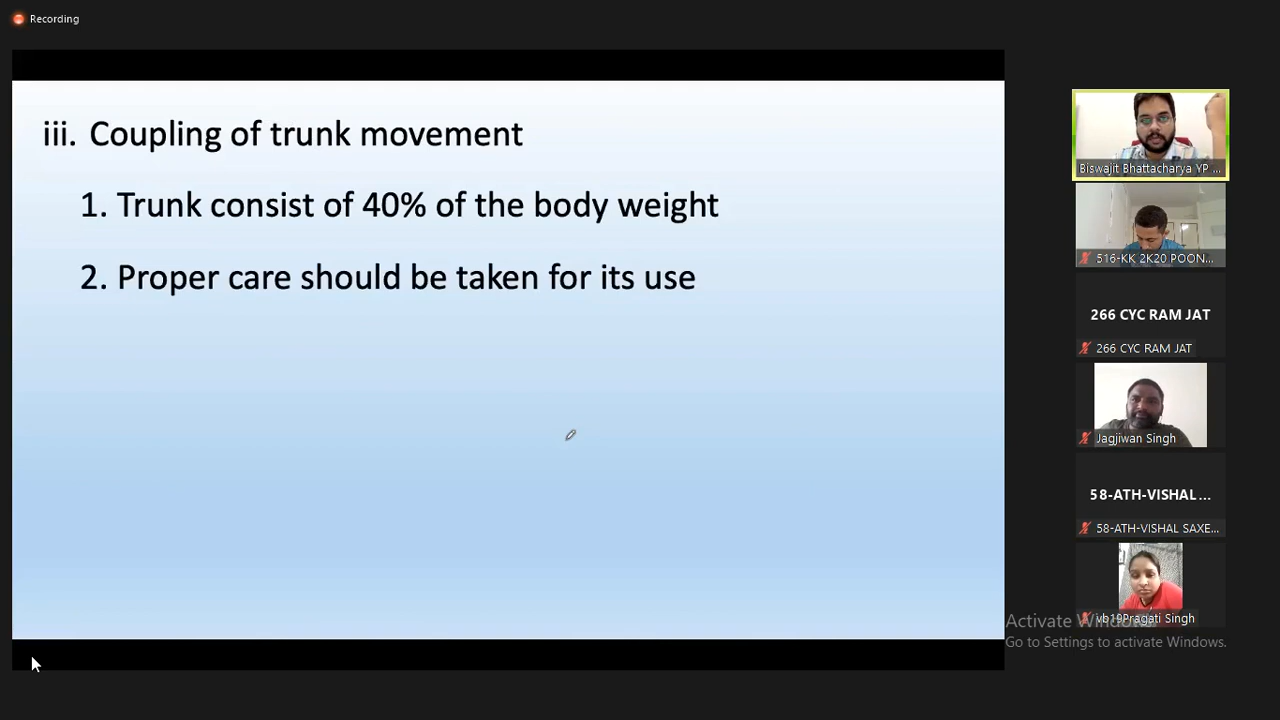 Recording
iii. Coupling of trunk movement
1. Trunk consist of 40% of the body weight
2. Proper care should be taken for its use
Biswajit Bhattacharya YP ...
516-KK 2K20 POON...
266 CYC RAM JAT
266 CYC RAM JAT
Jagjiwan Singh
58-ATH-VISHAL ...
58-ATH-VISHAL SAXE...
vb19Pragati Singh
Activate Windows
Go to Settings to activate Windows.